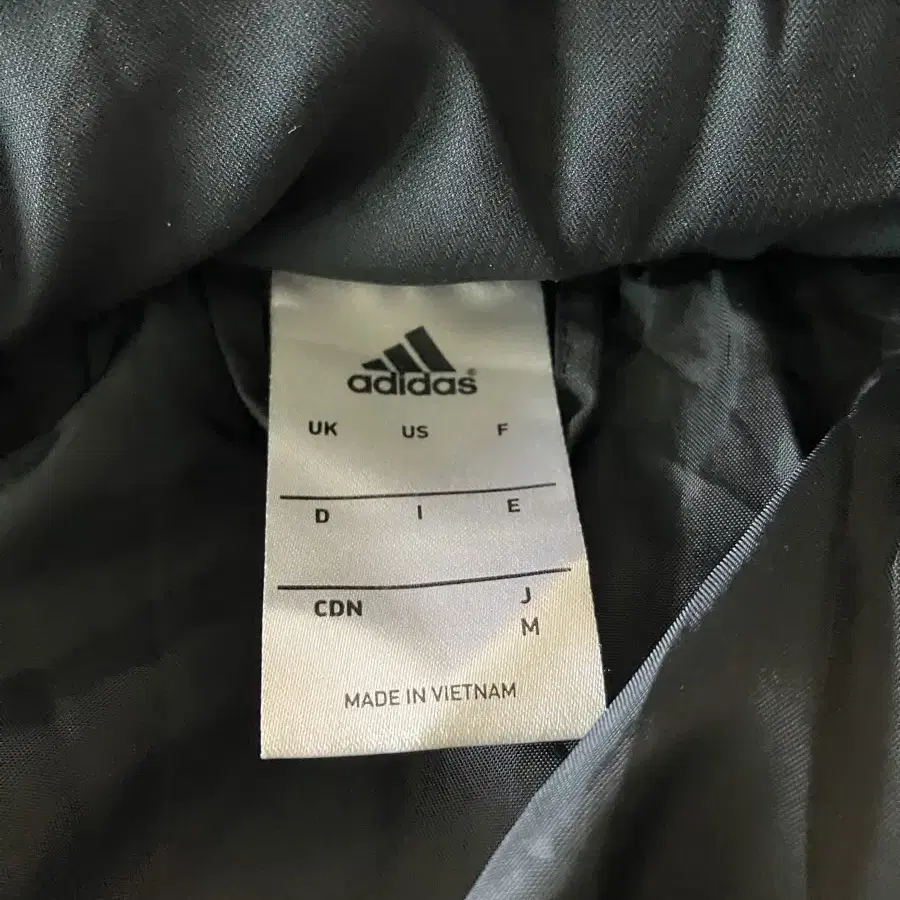 adidas®
UK US F
D I E
CDN J
M
MADE IN VIETNAM